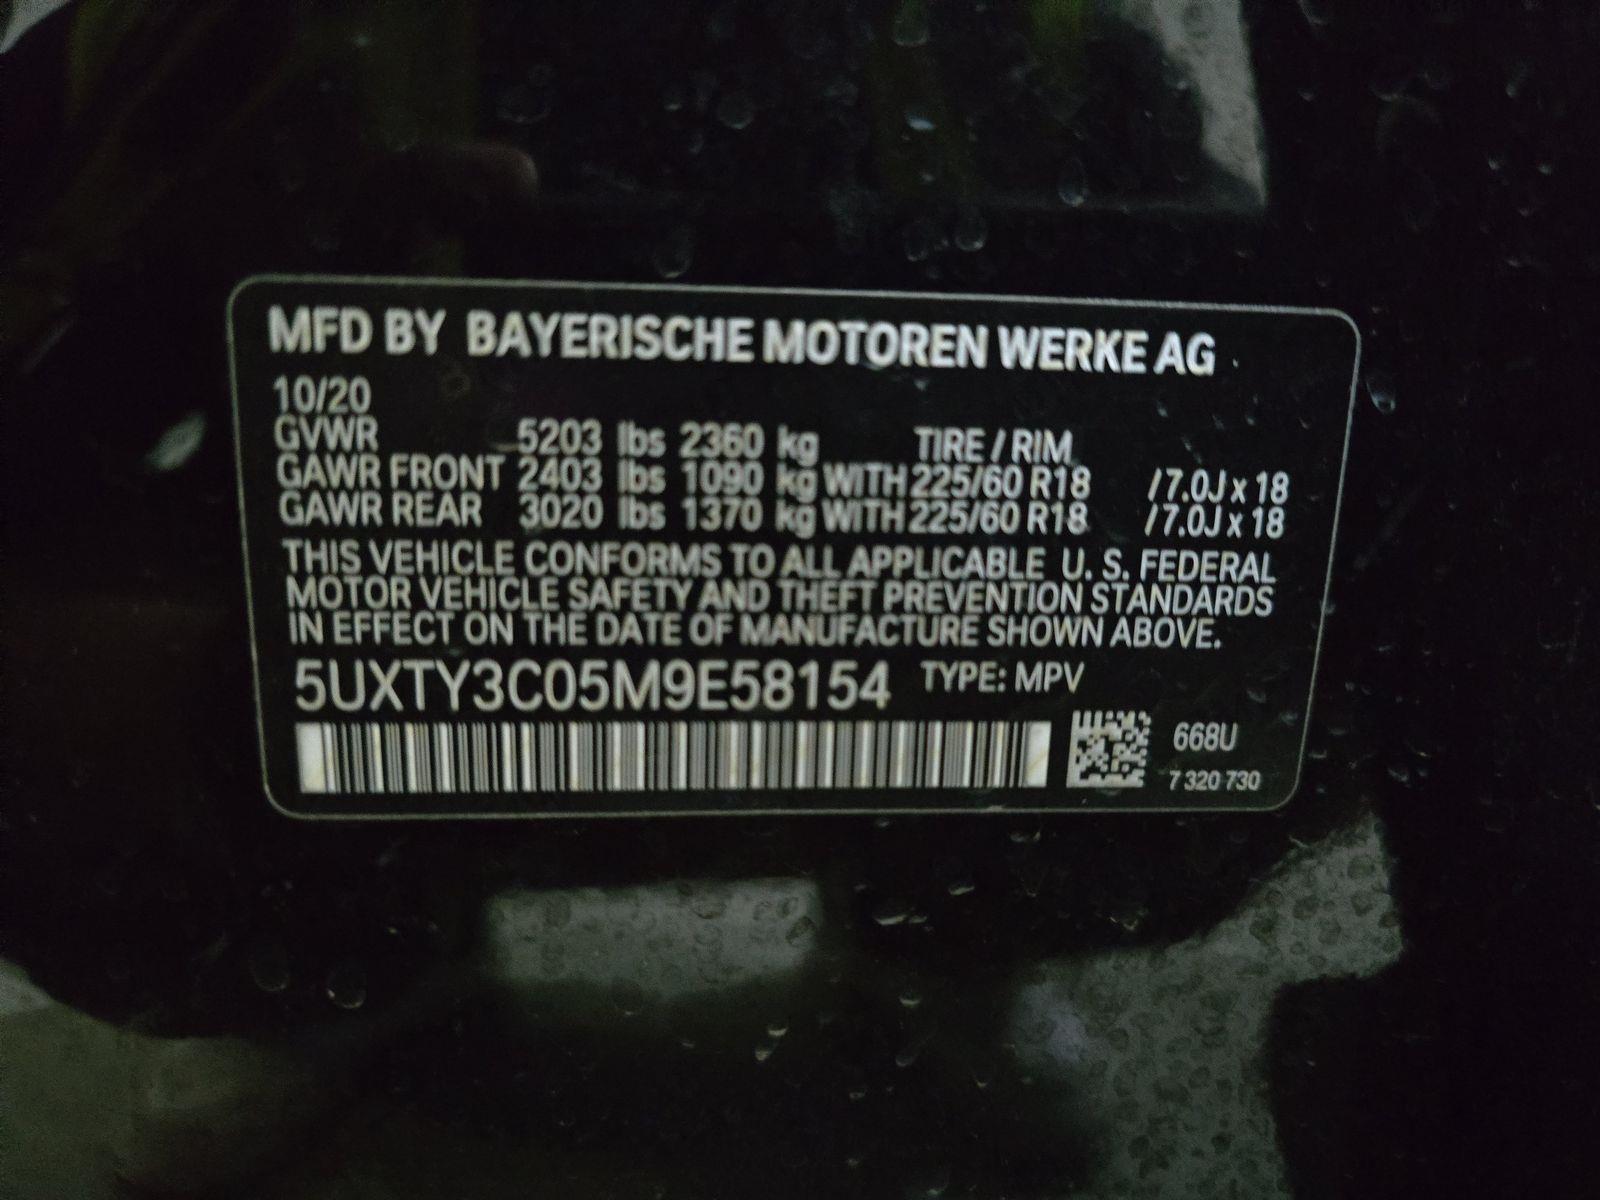 MFD BY BAYERISCHE MOTOREN WERKE AG
10/20
GVWR 5203 lbs 2360 kg TIRE / RIM
GAWR FRONT 2403 lbs 1090 kg WITH 225/60 R18 / 7.0J x 18
GAWR REAR 3020 lbs 1370 kg WITH 225/60 R18 / 7.0J x 18
THIS VEHICLE CONFORMS TO ALL APPLICABLE U. S. FEDERAL
MOTOR VEHICLE SAFETY AND THEFT PREVENTION STANDARDS
IN EFFECT ON THE DATE OF MANUFACTURE SHOWN ABOVE.
5UXTY3C05M9E58154 TYPE: MPV
668U
7 320 730